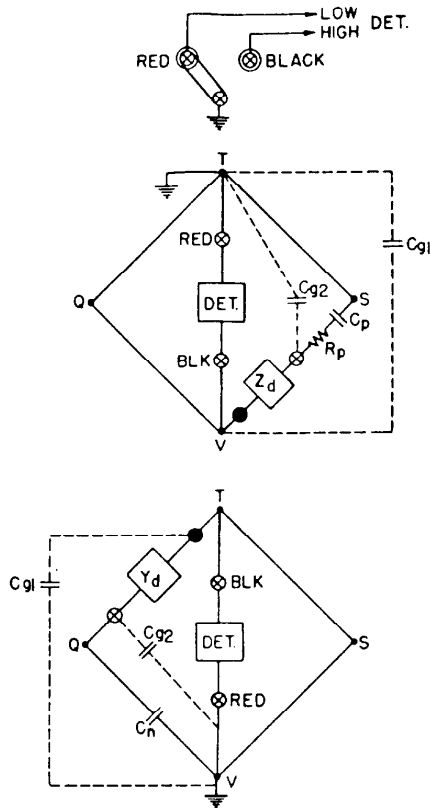 LOW
HIGH DET.
RED
BLACK
T
RED
Cg1
Cg2
Q
DET.
S
Cp
Rp
BLK
Zd
V
T
Cg1
Yd
BLK
Cg2
Q
DET.
S
Cn
RED
V